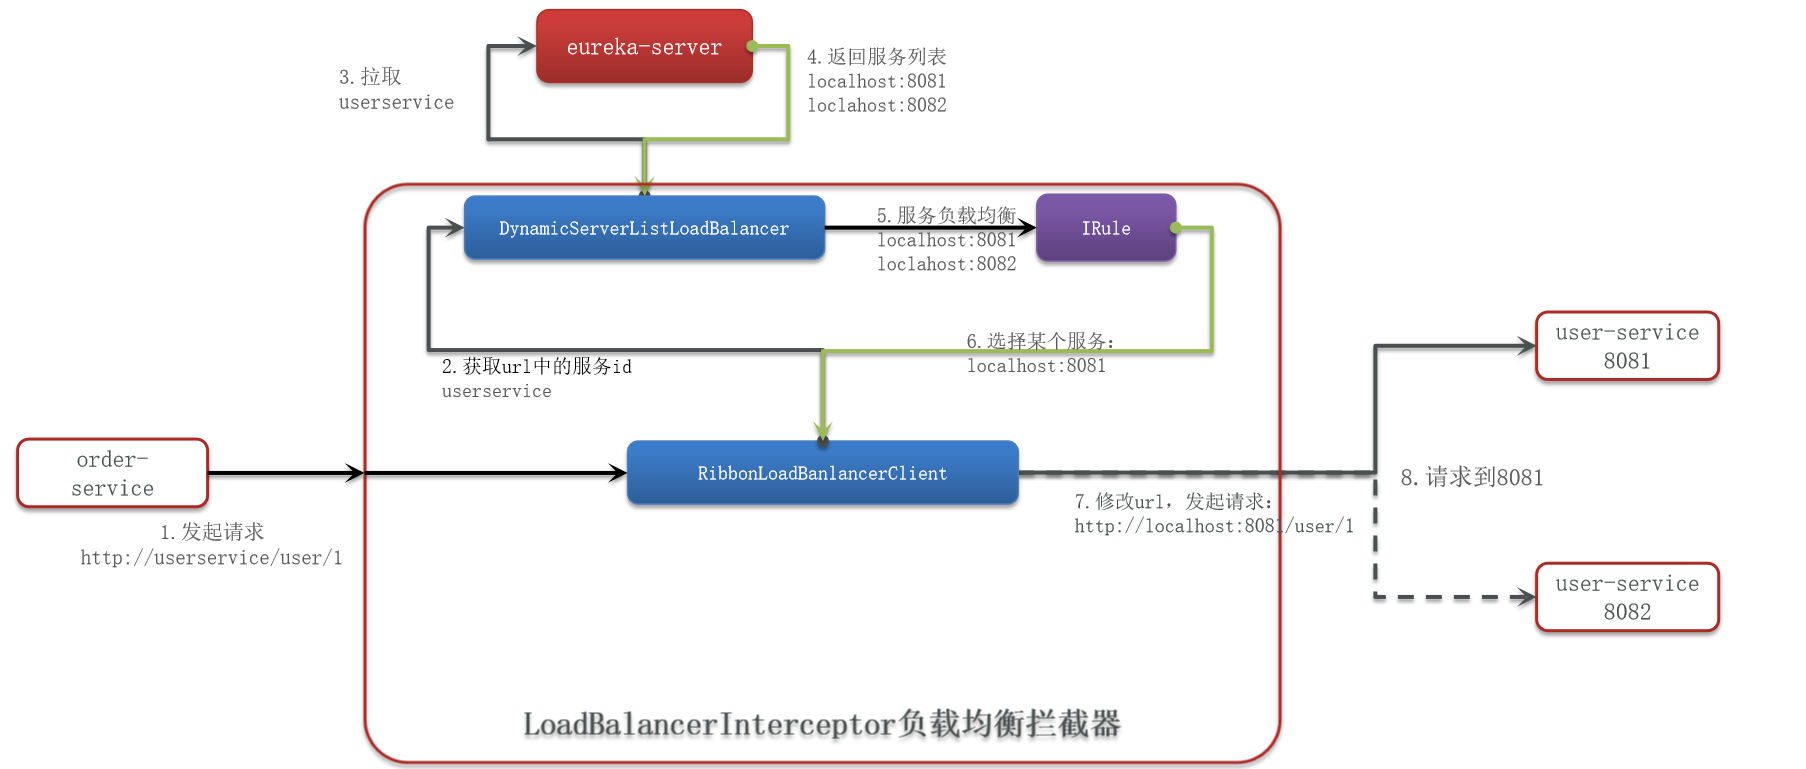 eureka-server
3.拉取
userservice
4.返回服务列表
localhost:8081
loclahost:8082
DynamicServerListLoadBalancer
5.服务负载均衡
localhost:8081
loclahost:8082
IRule
2.获取url中的服务id
userservice
6.选择某个服务:
localhost:8081
order-
service
1.发起请求
http://userservice/user/1
RibbonLoadBanlancerClient
7.修改url，发起请求:
http://localhost:8081/user/1
8.请求到8081
user-service
8081
user-service
8082
LoadBalancerInterceptor负载均衡拦截器